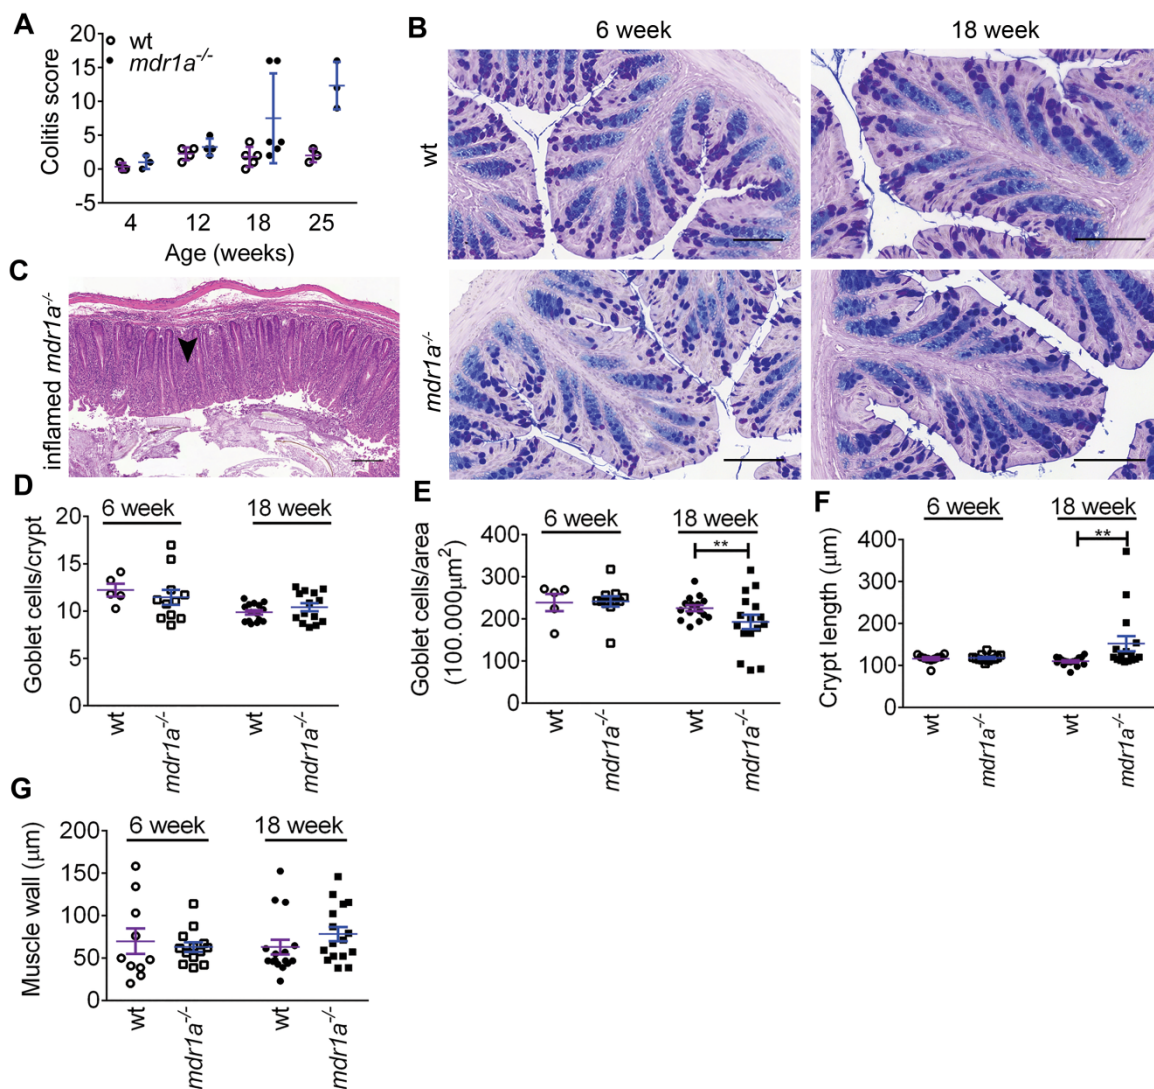 A
Colitis score
20
15
10
5
0
-5
wt
mdr1a-/-
4 12 18 25
Age (weeks)
B
6 week 18 week
wt
mdr1a-/-
C
inflamed mdr1a-/-
D
Goblet cells/crypt
6 week 18 week
20
15
10
5
0
wt mdr1a-/- wt mdr1a-/-
E
Goblet cells/area
(100.000μm2)
6 week 18 week
**
400
300
200
100
0
wt mdr1a-/- wt mdr1a-/-
F
Crypt length (μm)
6 week 18 week
**
400
300
200
100
0
wt mdr1a-/- wt mdr1a-/-
G
Muscle wall (μm)
6 week 18 week
200
150
100
50
0
wt mdr1a-/- wt mdr1a-/-